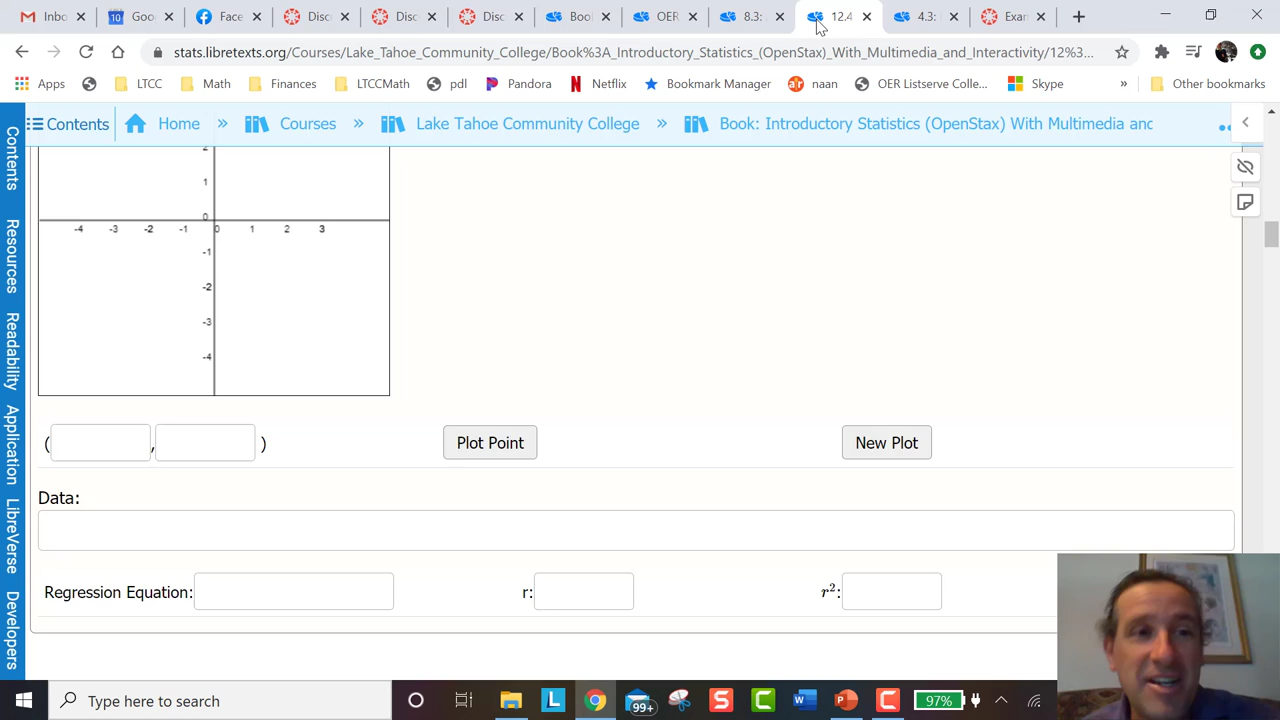 Inbo
10 Goo
Face
Disc
Disc
Disc
Boo
OER
8.3:
12.4
4.3:
Exan
stats.libretexts.org/Courses/Lake_Tahoe_Community_College/Book%3A_Introductory_Statistics_(OpenStax)_With_Multimedia_and_Interactivity/12%3...
Apps LTCC Math Finances LTCCMath pdl Pandora Netflix Bookmark Manager naan OER Listserve Colle... Skype » Other bookmarks
Contents Home » Courses » Lake Tahoe Community College » Book: Introductory Statistics (OpenStax) With Multimedia and
Contents
Resources
Readability
Application
LibreVerse
Developers
2
1
0
-4 -3 -2 -1 0 1 2 3
-1
-2
-3
-4
( , ) Plot Point New Plot
Data:
Regression Equation: r: r²:
Type here to search
99+
97%